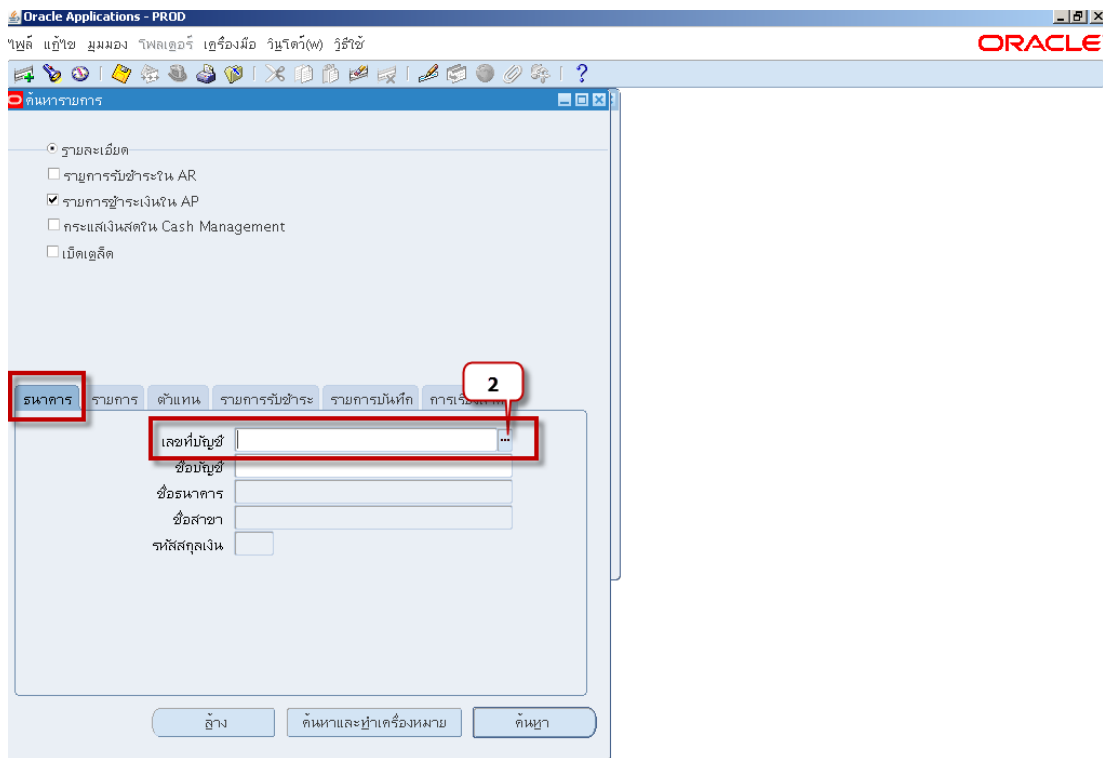 Oracle Applications - PROD
ไฟล์ แก้ไข มุมมอง โฟลเดอร์ เครื่องมือ วินโดว์(w) วิธีใช้
ORACLE
ค้นหารายการ
รายละเอียด
รายการรับชำระใน AR
รายการชำระเงินใน AP
กระแสเงินสดใน Cash Management
เบ็ดเตล็ด
2
ธนาคาร รายการ ตัวแทน รายการรับชำระ รายการบันทึก
เลขที่บัญชี ...
ชื่อบัญชี
ชื่อธนาคาร
ชื่อสาขา
รหัสสกุลเงิน
ล้าง ค้นหาและทำเครื่องหมาย ค้นหา